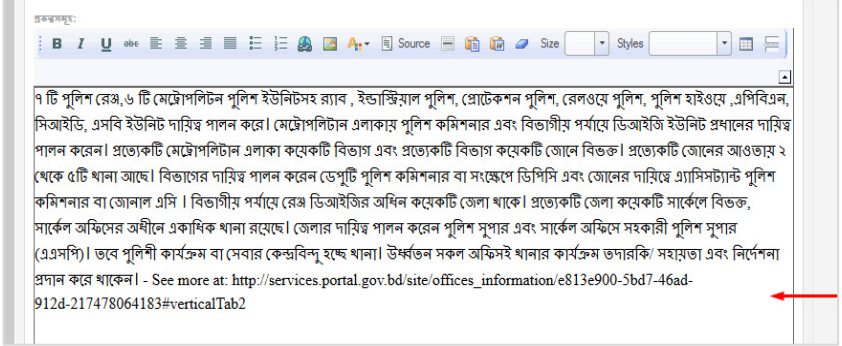 প্রকল্পসমূহ:
B I U abc Source Size Styles
৭ টি পুলিশ রেঞ্জ,৬ টি মেট্রোপলিটন পুলিশ ইউনিটসহ র‍্যাব , ইন্ডাস্ট্রিয়াল পুলিশ, প্রোটেকশন পুলিশ, রেলওয়ে পুলিশ, পুলিশ হাইওয়ে ,এপিবিএন,
সিআইডি, এসবি ইউনিট দায়িত্ব পালন করে। মেট্রোপলিটান এলাকায় পুলিশ কমিশনার এবং বিভাগীয় পর্যায়ে ডিআইজি ইউনিট প্রধানের দায়িত্ব
পালন করেন। প্রত্যেকটি মেট্রোপলিটান এলাকা কয়েকটি বিভাগ এবং প্রত্যেকটি বিভাগ কয়েকটি জোনে বিভক্ত। প্রত্যেকটি জোনের আওতায় ২
থেকে ৫টি থানা আছে। বিভাগের দায়িত্ব পালন করেন ডেপুটি পুলিশ কমিশনার বা সংক্ষেপে ডিপিসি এবং জোনের দায়িত্বে এ্যাসিসট্যান্ট পুলিশ
কমিশনার বা জোনাল এসি । বিভাগীয় পর্যায়ে রেঞ্জ ডিআইজির অধিন কয়েকটি জেলা থাকে। প্রত্যেকটি জেলা কয়েকটি সার্কেলে বিভক্ত,
সার্কেল অফিসের অধীনে একাধিক থানা রয়েছে। জেলার দায়িত্ব পালন করেন পুলিশ সুপার এবং সার্কেল অফিসে সহকারী পুলিশ সুপার
(এএসপি)। তবে পুলিশী কার্যক্রম বা সেবার কেন্দ্রবিন্দু হচ্ছে থানা। উর্ধ্বতন সকল অফিসই থানার কার্যক্রম তদারকি/ সহায়তা এবং নির্দেশনা
প্রদান করে থাকেন। - See more at: http://services.portal.gov.bd/site/offices_information/e813e900-5bd7-46ad-
912d-217478064183#verticalTab2